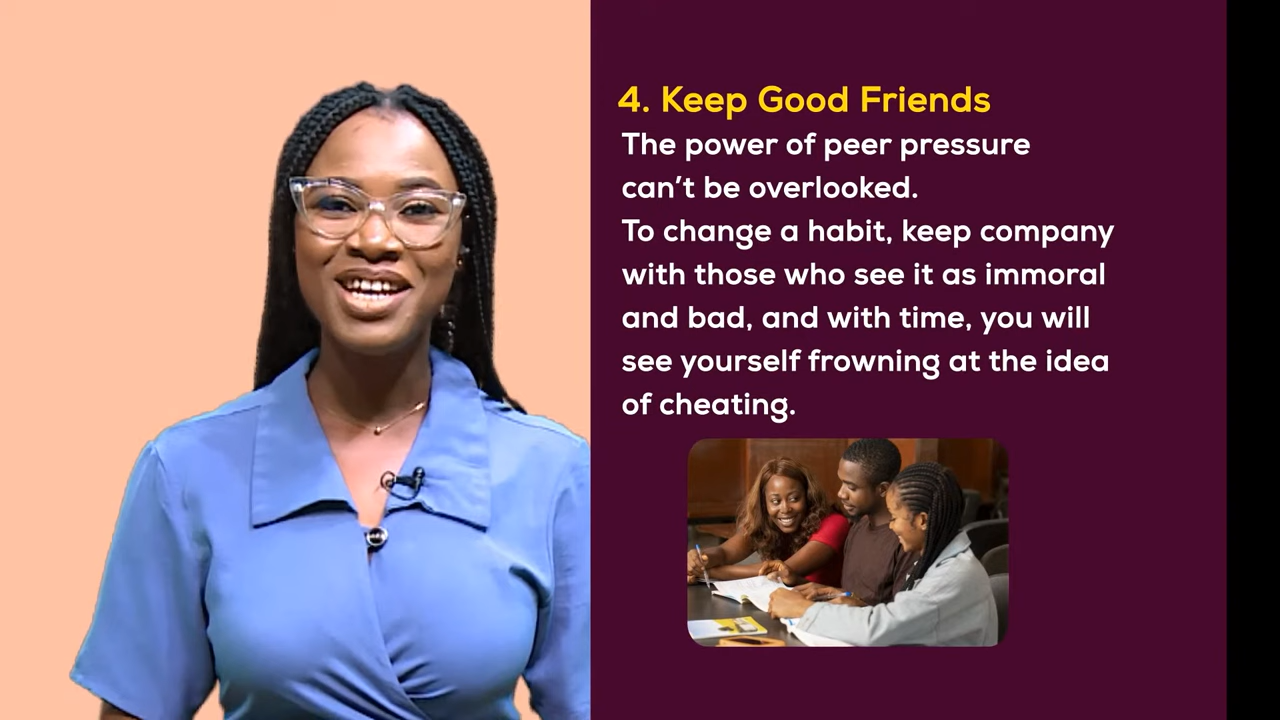 4. Keep Good Friends
The power of peer pressure
can't be overlooked.
To change a habit, keep company
with those who see it as immoral
and bad, and with time, you will
see yourself frowning at the idea
of cheating.